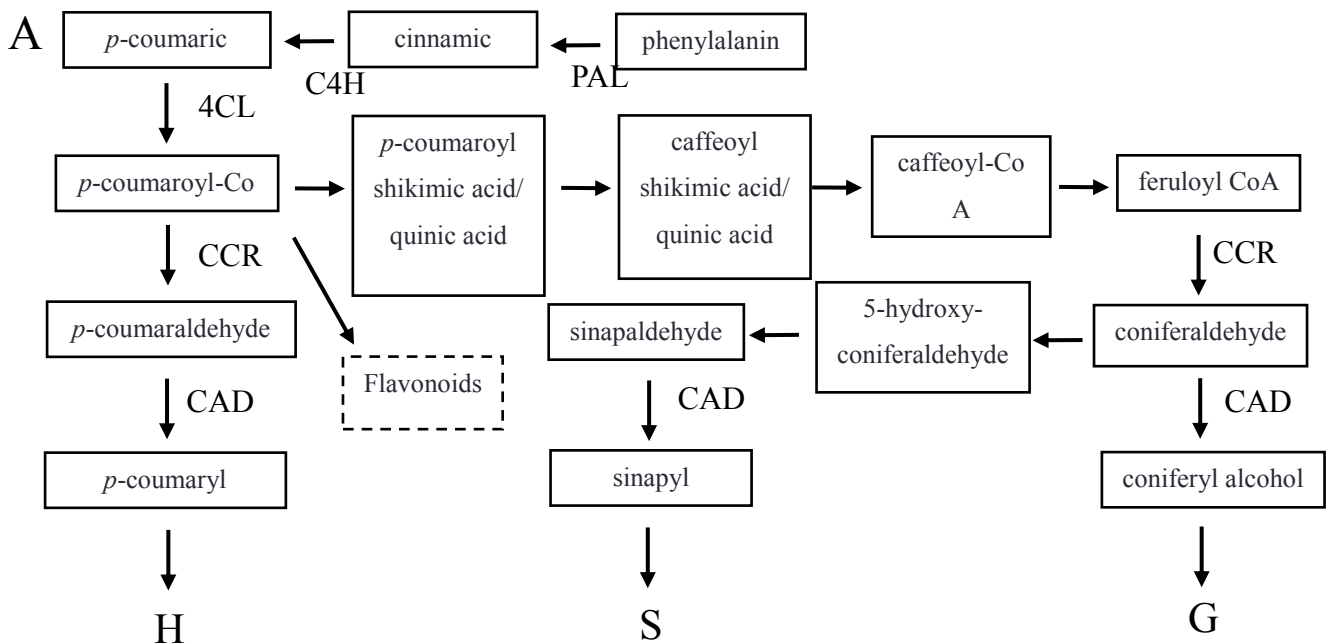 A
p-coumaric
cinnamic
phenylalanin
C4H
PAL
4CL
p-coumaroyl-Co
p-coumaroyl
shikimic acid/
quinic acid
caffeoyl
shikimic acid/
quinic acid
caffeoyl-Co
A
feruloyl CoA
CCR
CCR
p-coumaraldehyde
Flavonoids
sinapaldehyde
5-hydroxy-
coniferaldehyde
coniferaldehyde
CAD
CAD
CAD
p-coumaryl
sinapyl
coniferyl alcohol
H
S
G